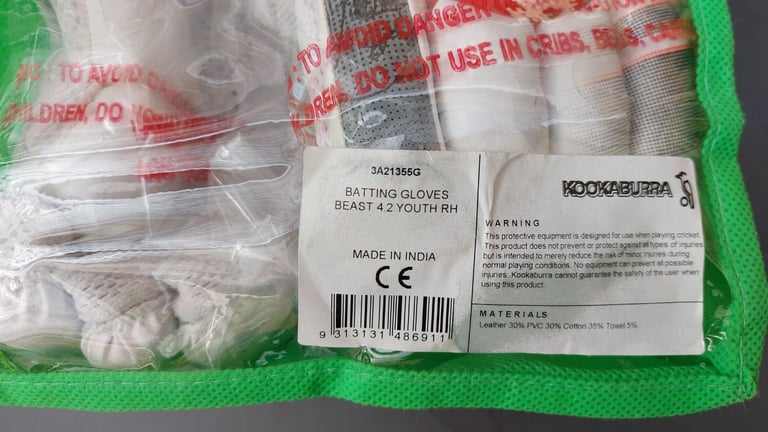 TO AVOID DANGER
TO AVOID DANGE
DO NOT USE IN CRIBS,
CHILDREN, DO
3A21355G
BATTING GLOVES
BEAST 4.2 YOUTH RH
MADE IN INDIA
CE
9 313131 486911
KOOKABURRA
WARNING
This protective equipment is designed for use when playing cricket.
This product does not prevent or protect against all types of injuries
but is intended to merely reduce the risk of minor injuries during
normal playing conditions. No equipment can prevent all possible
injuries. Kookaburra cannot guarantee the safety of the user when
using this product.
MATERIALS
Leather 30% PVC 30% Cotton 35% Towel 5%